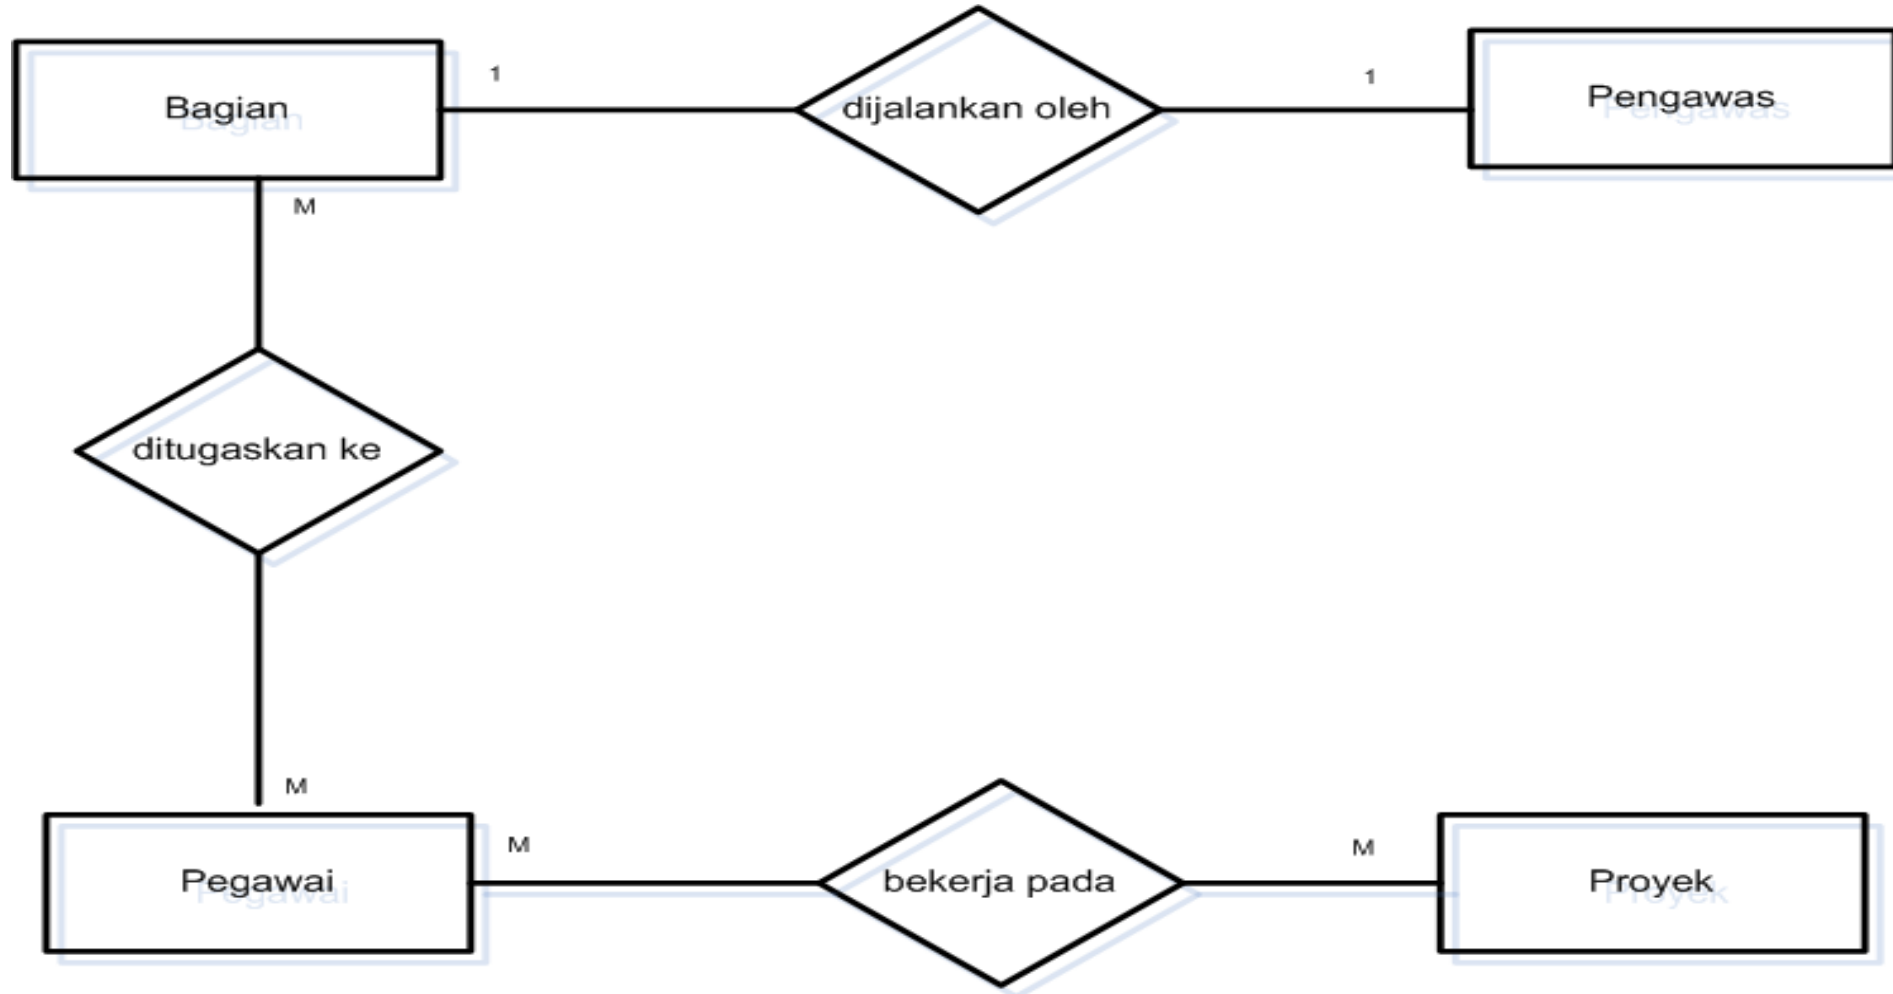 Bagian
1
dijalankan oleh
1
Pengawas
M
ditugaskan ke
M
Pegawai
M
bekerja pada
M
Proyek